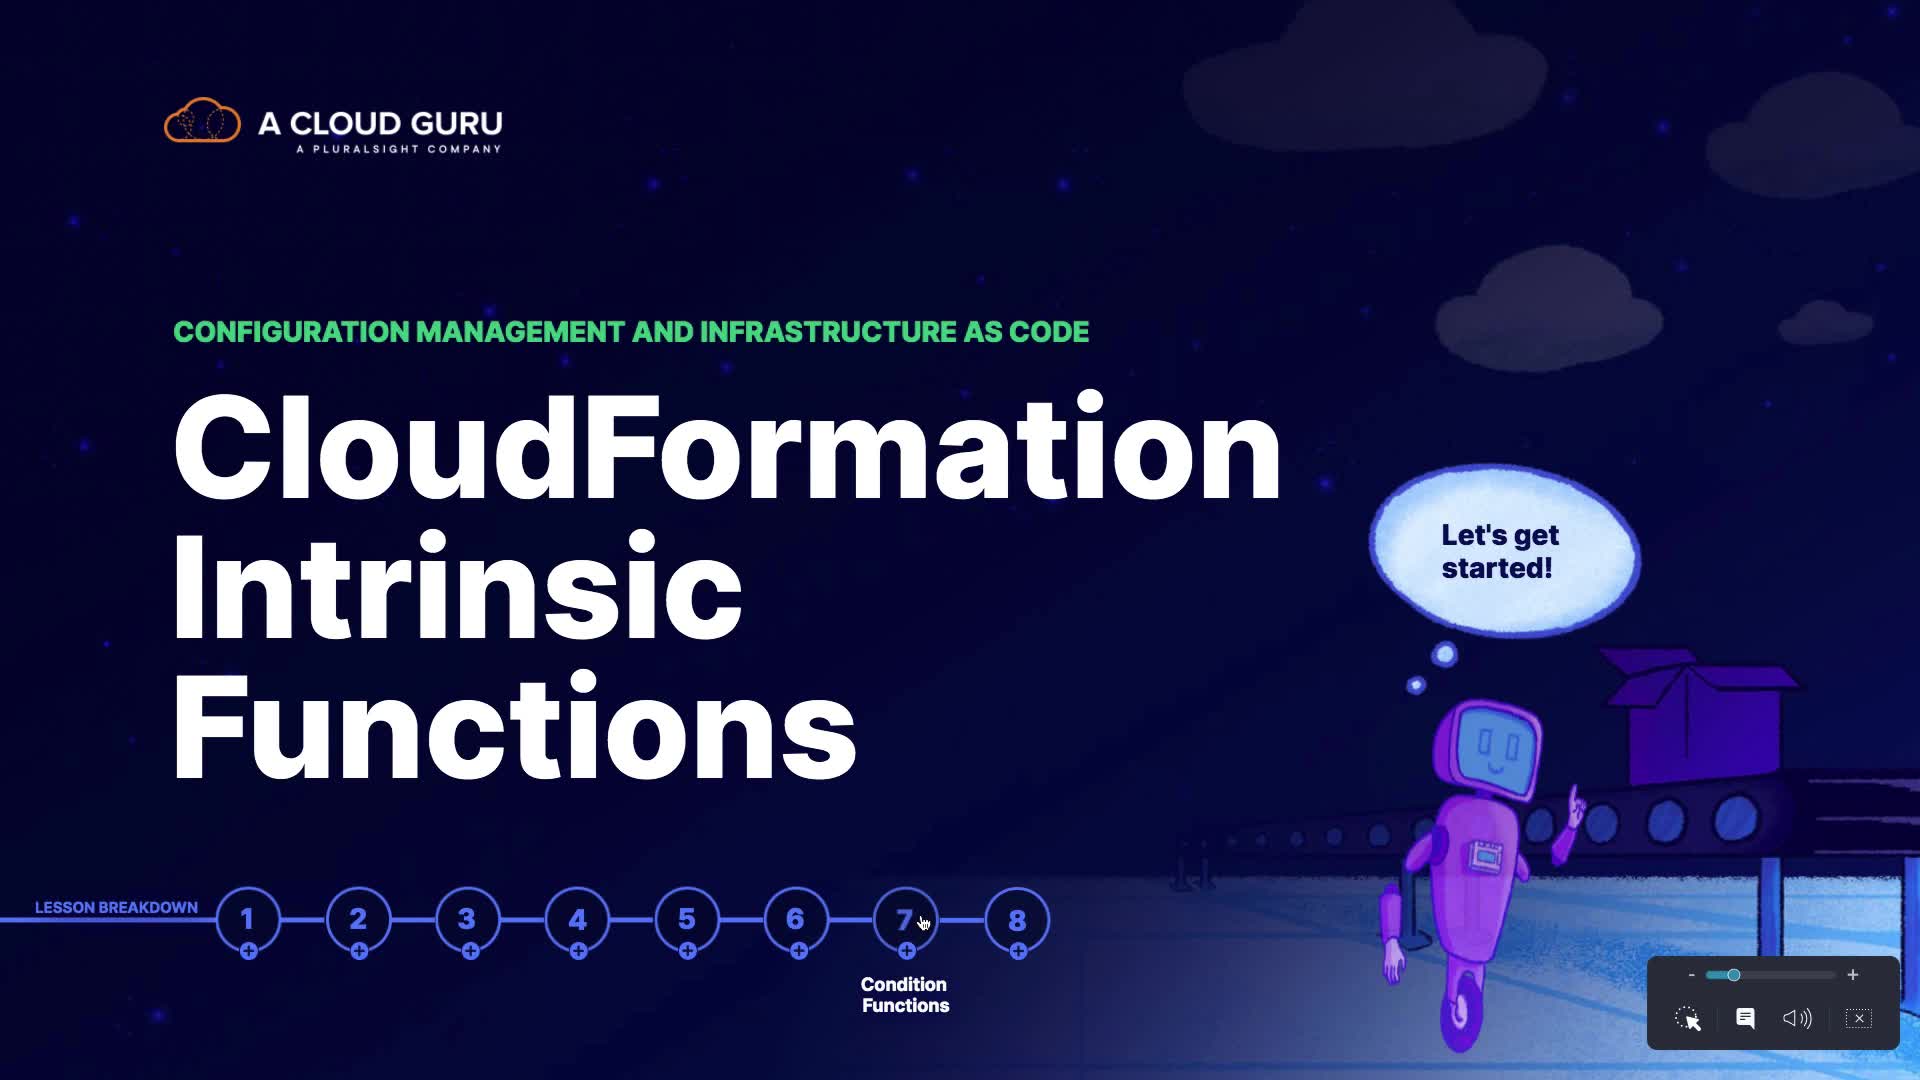 A CLOUD GURU
A PLURALSIGHT COMPANY
CONFIGURATION MANAGEMENT AND INFRASTRUCTURE AS CODE
CloudFormation
Intrinsic
Functions
Let's get
started!
LESSON BREAKDOWN
1 2 3 4 5 6 7 8
Condition
Functions